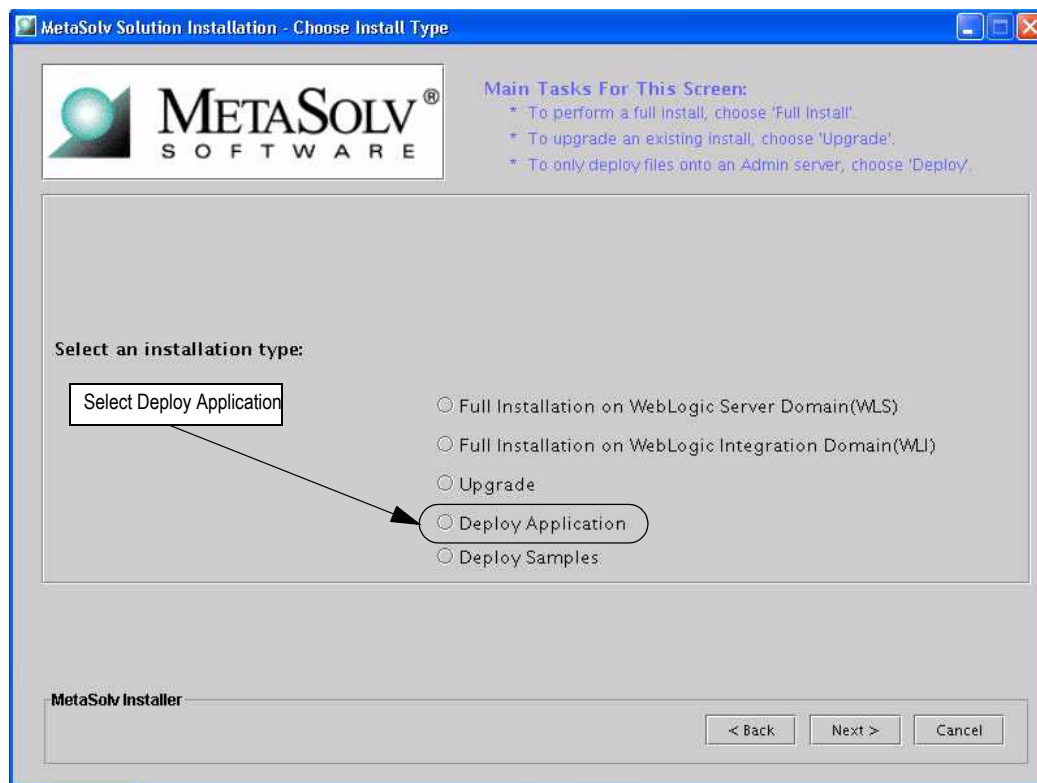 MetaSolv Solution Installation - Choose Install Type
METASOLV®
SOFTWARE
Main Tasks For This Screen:
* To perform a full install, choose 'Full Install'.
* To upgrade an existing install, choose 'Upgrade'.
* To only deploy files onto an Admin server, choose 'Deploy'.
Select an installation type:
Select Deploy Application
Full Installation on WebLogic Server Domain(WLS)
Full Installation on WebLogic Integration Domain(WLI)
Upgrade
Deploy Application
Deploy Samples
MetaSolv Installer
< Back
Next >
Cancel